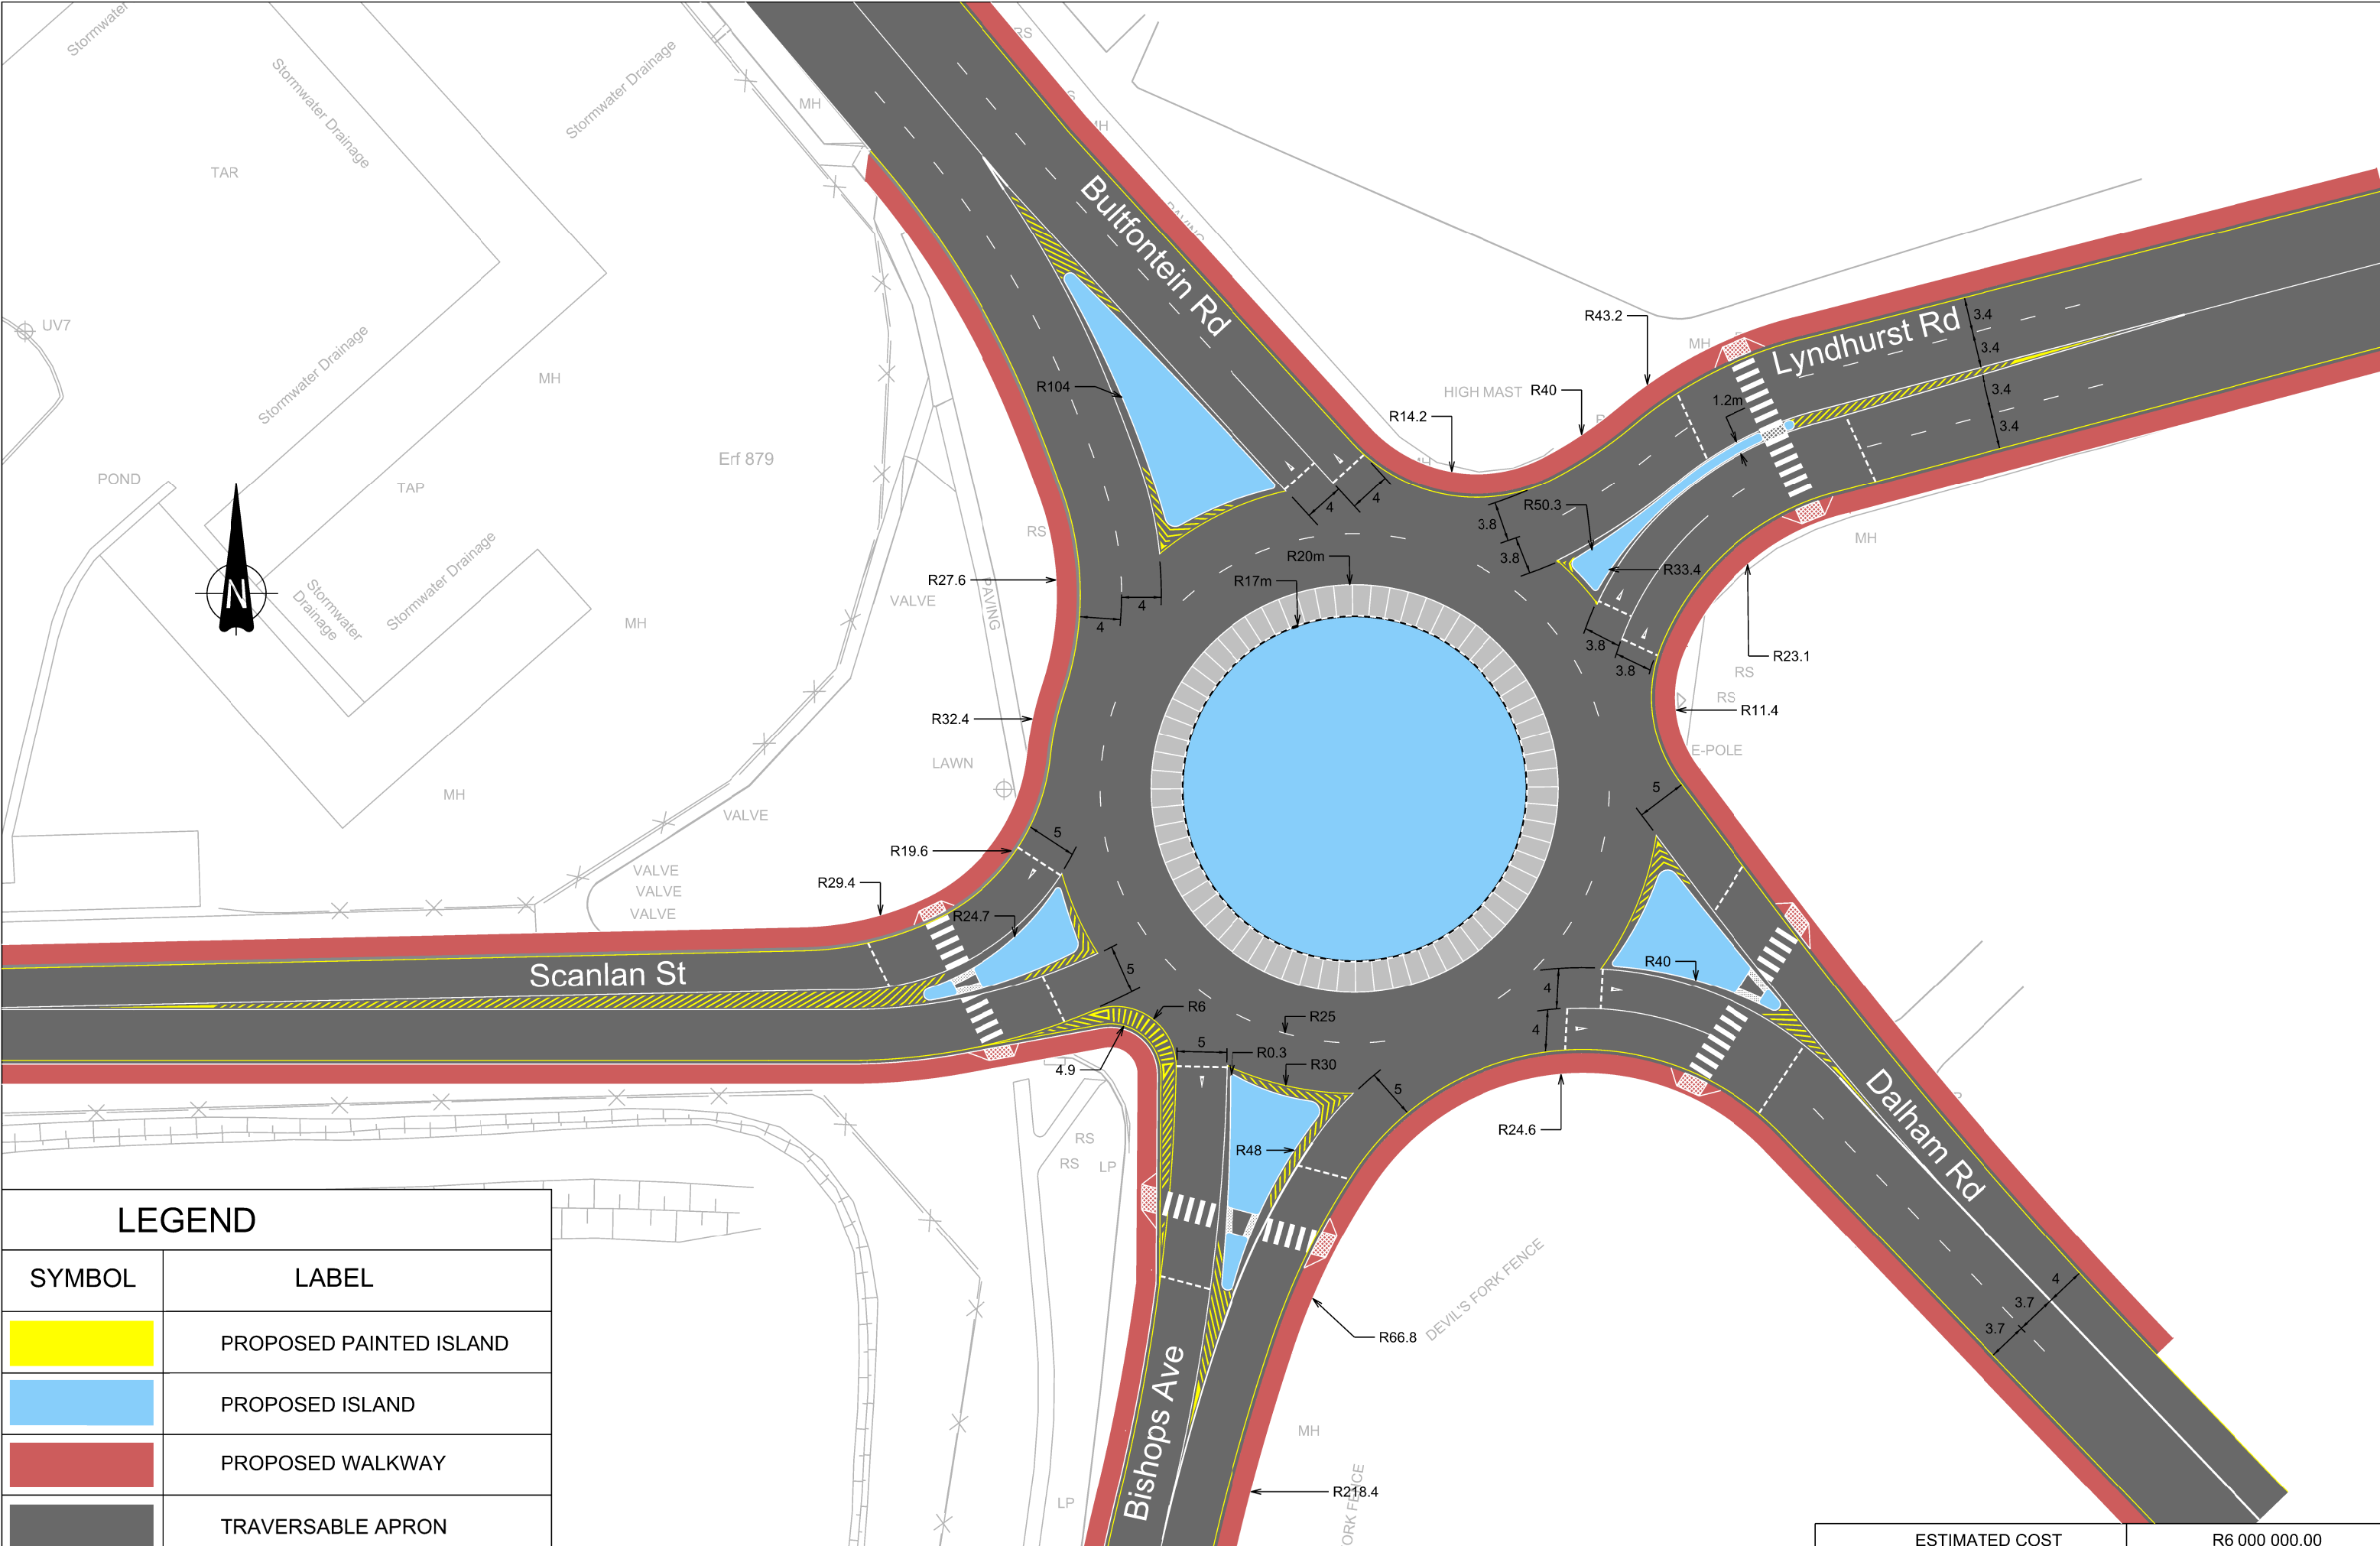 Stormwater
Stormwater Drainage
Stormwater Drainage
MH
RS
TAR
Bultfontein Rd
PAVING
UV7
Stormwater Drainage
MH
R43.2
MH
Lyndhurst Rd
3.4
3.4
3.4
3.4
R104
HIGH MAST
R40
1.2m
R14.2
Erf 879
POND
TAP
4
4
R50.3
3.8
3.8
MH
RS
Stormwater Drainage
N
Stormwater
Drainage
R20m
R17m
R33.4
R27.6
VALVE
PAVING
4
4
MH
3.8
3.8
R23.1
RS
RS
R11.4
R32.4
LAWN
E-POLE
MH
VALVE
5
5
R19.6
VALVE
VALVE
VALVE
R29.4
R24.7
Scanlan St
5
R40
4
4
R6
R25
5
R0.3
R30
4.9
5
R24.6
RS
RS
LP
R48
Dalham Rd
DEVIL'S FORK FENCE
4
3.7
3.7
R66.8
Bishops Ave
MH
LP
R218.4
ORK FENCE
LEGEND
SYMBOL LABEL
PROPOSED PAINTED ISLAND
PROPOSED ISLAND
PROPOSED WALKWAY
TRAVERSABLE APRON
ESTIMATED COST R6 000 000.00